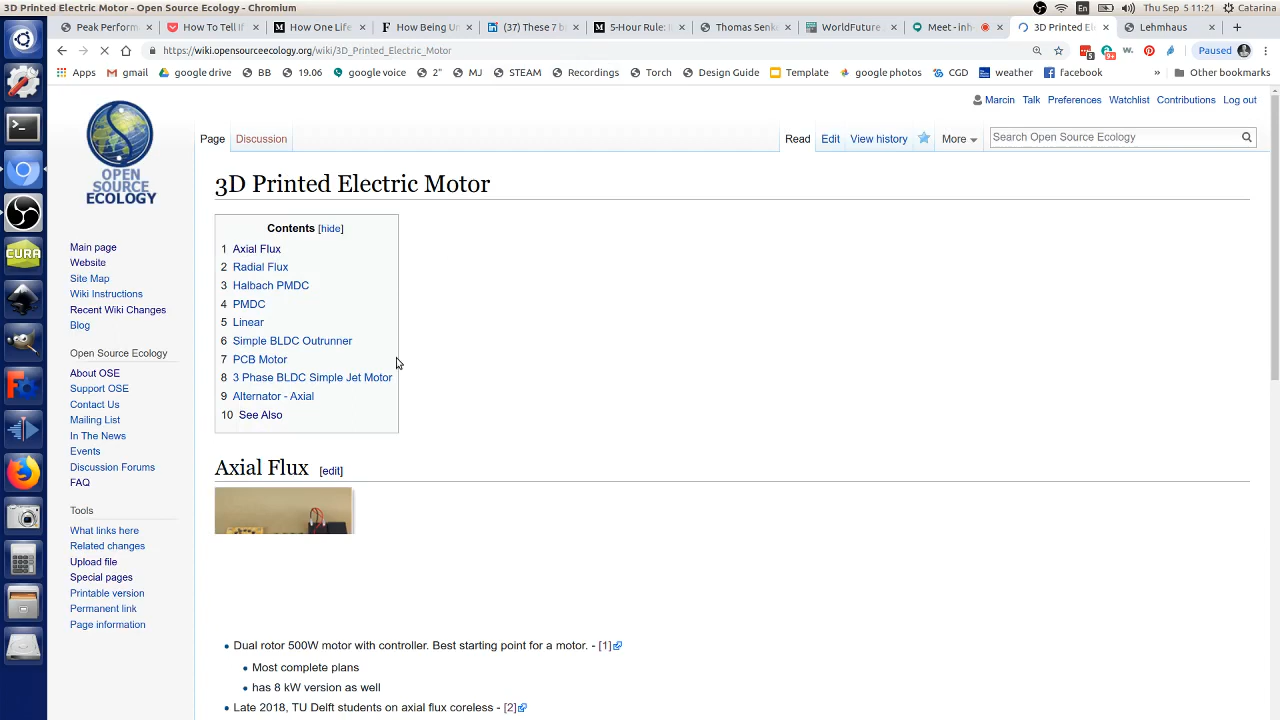 3D Printed Electric Motor - Open Source Ecology - Chromium
En
Thu Sep 5 11:21
Catarina
Peak Perform
How To Tell If
How One Life
How Being
(37) These 7 b
5-Hour Rule:
Thomas Senk
WorldFuture
Meet - inh
3D Printed El
Lehmhaus
https://wiki.opensourceecology.org/wiki/3D_Printed_Electric_Motor
5
9+
w.
Paused
Apps
gmail
google drive
BB
19.06
google voice
2"
MJ
STEAM
Recordings
Torch
Design Guide
Template
google photos
CGD
weather
facebook
»
Other bookmarks
Marcin
Talk
Preferences
Watchlist
Contributions
Log out
Page
Discussion
Read
Edit
View history
More
Search Open Source Ecology
OPEN
SOURCE
ECOLOGY
CURA
Main page
Website
Site Map
Wiki Instructions
Recent Wiki Changes
Blog
Open Source Ecology
About OSE
Support OSE
Contact Us
Mailing List
In The News
Events
Discussion Forums
FAQ
Tools
What links here
Related changes
Upload file
Special pages
Printable version
Permanent link
Page information
3D Printed Electric Motor
Contents [hide]
1 Axial Flux
2 Radial Flux
3 Halbach PMDC
4 PMDC
5 Linear
6 Simple BLDC Outrunner
7 PCB Motor
8 3 Phase BLDC Simple Jet Motor
9 Alternator - Axial
10 See Also
Axial Flux [edit]
Dual rotor 500W motor with controller. Best starting point for a motor. - [1]
Most complete plans
has 8 kW version as well
Late 2018, TU Delft students on axial flux coreless - [2]